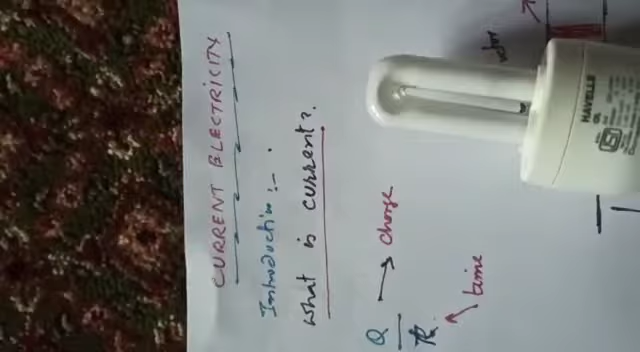 CURRENT ELECTRICITY
Introduction:-
What is current?
Q → charge
time
HAVELLS